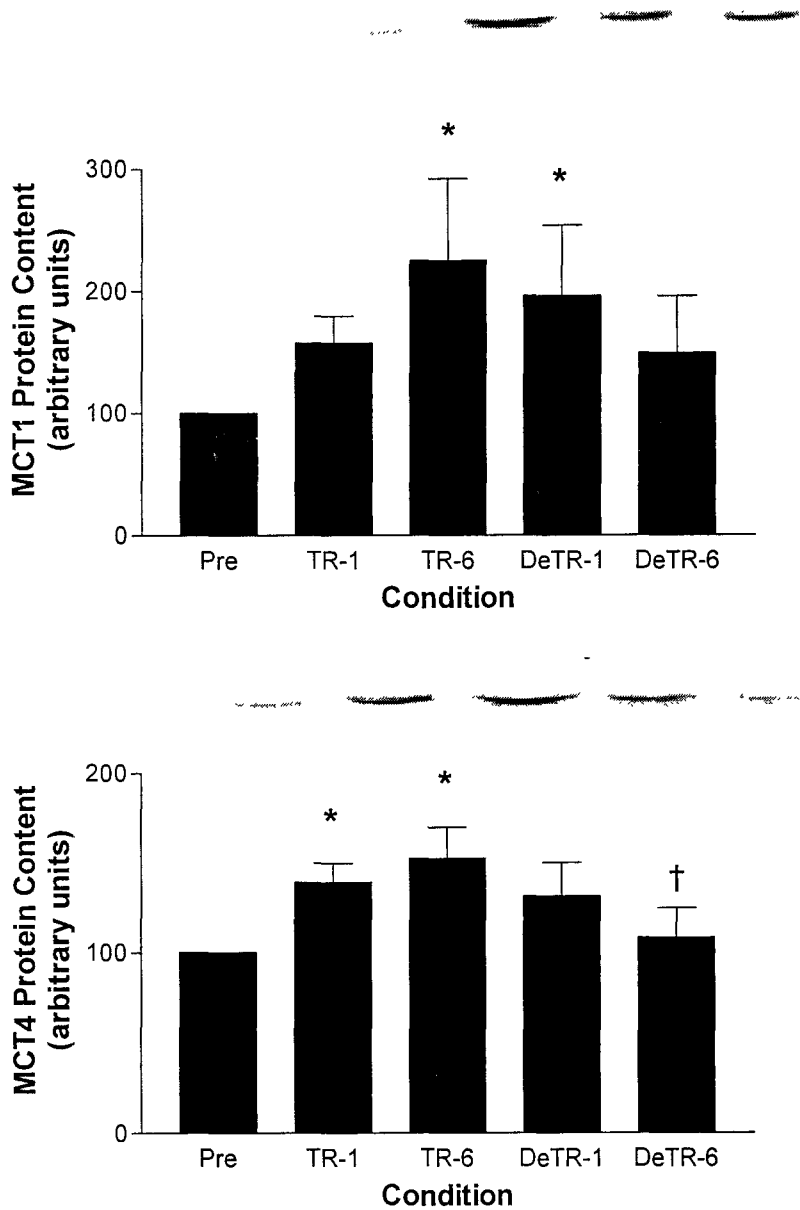 *
*
300
200
100
0
MCT1 Protein Content
(arbitrary units)
Pre TR-1 TR-6 DeTR-1 DeTR-6
Condition
*
*
†
200
100
0
MCT4 Protein Content
(arbitrary units)
Pre TR-1 TR-6 DeTR-1 DeTR-6
Condition